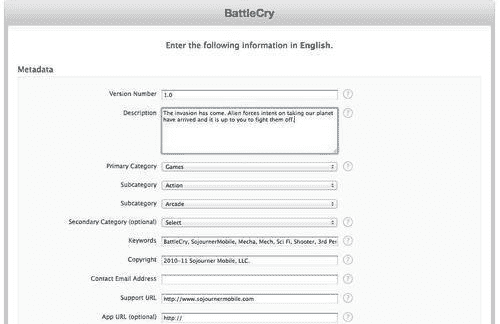 BattleCry
Enter the following information in English.
Metadata
Version Number 1.0 ?
Description The invasion has come. Alien forces intent on taking our planet ?
have arrived and it is up to you to fight them off.
Primary Category Games ?
Subcategory Action
Subcategory Arcade
Secondary Category (optional) Select ?
Keywords BattleCry, SojournerMobile, Mecha, Mech, Sci Fi, Shooter, 3rd Per ?
Copyright 2010-11 Sojourner Mobile, LLC. ?
Contact Email Address ?
Support URL http://www.sojournermobile.com ?
App URL (optional) http:// ?